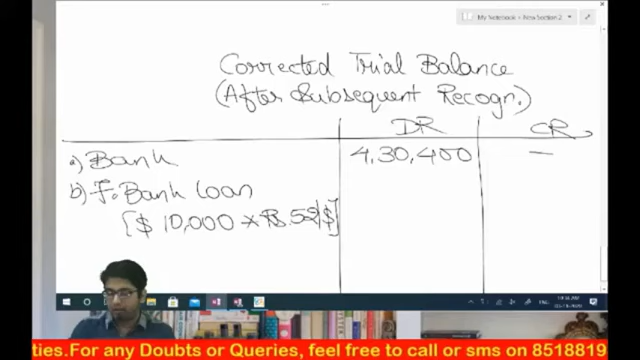 My Notebook > New Section 2
Corrected Trial Balance
(After Subsequent Recogn.)
DR CR
a) Bank 4,30,400 —
b) F. Bank Loan
[$ 10,000 × Rs. 52/$]
ties.For any Doubts or Queries, feel free to call or sms on 8518819